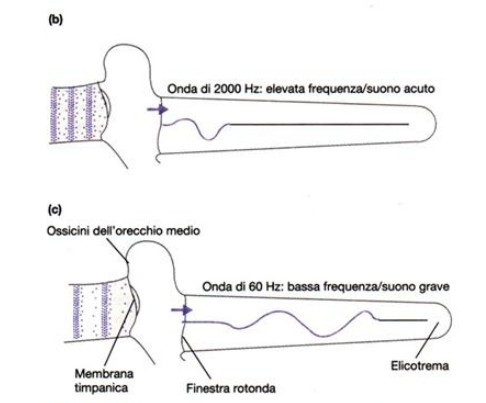 (b)
Onda di 2000 Hz: elevata frequenza/suono acuto
(c)
Ossicini dell'orecchio medio
Onda di 60 Hz: bassa frequenza/suono grave
Elicotrema
Membrana
timpanica
Finestra rotonda